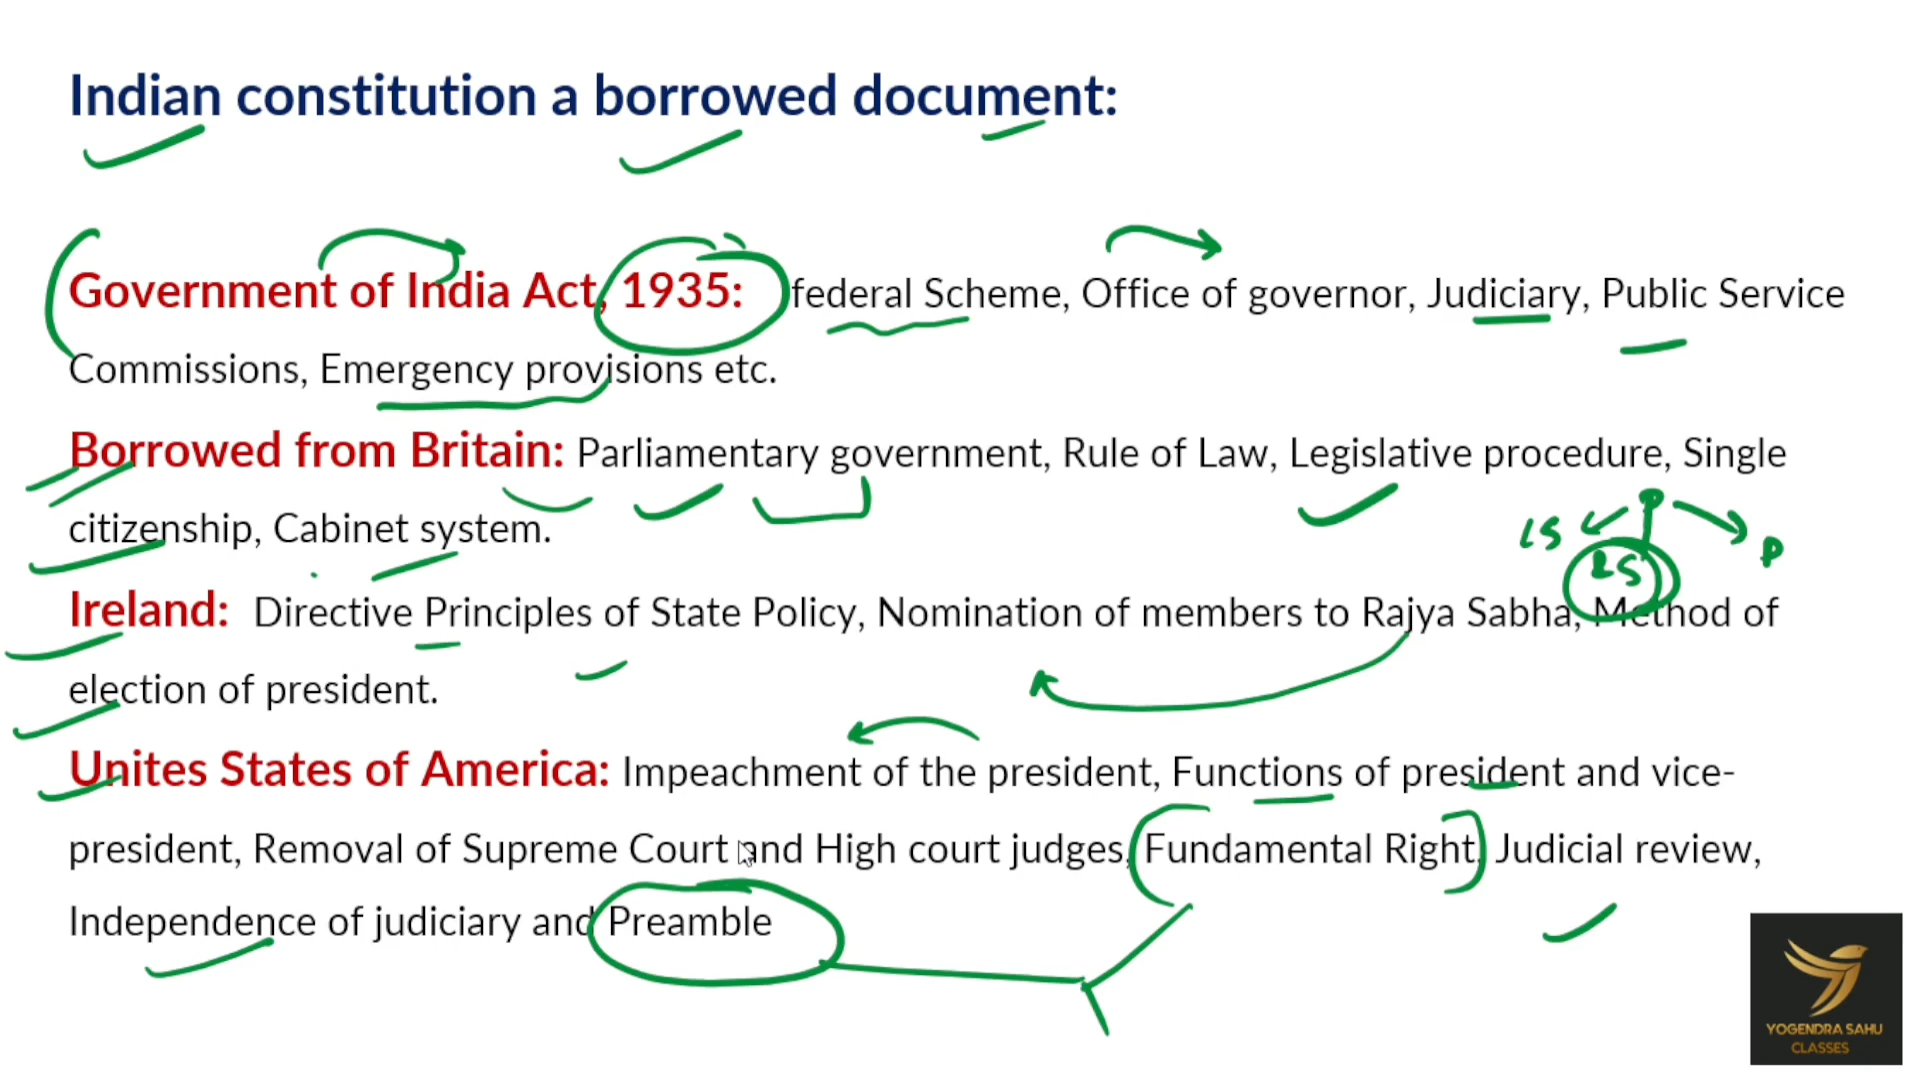 Indian constitution a borrowed document:
Government of India Act, 1935: federal Scheme, Office of governor, Judiciary, Public Service
Commissions, Emergency provisions etc.
Borrowed from Britain: Parliamentary government, Rule of Law, Legislative procedure, Single
citizenship, Cabinet system.
P
LS
RS
P
Ireland: Directive Principles of State Policy, Nomination of members to Rajya Sabha, Method of
election of president.
Unites States of America: Impeachment of the president, Functions of president and vice-
president, Removal of Supreme Court and High court judges, Fundamental Right, Judicial review,
Independence of judiciary and Preamble
YOGENDRA SAHU
CLASSES